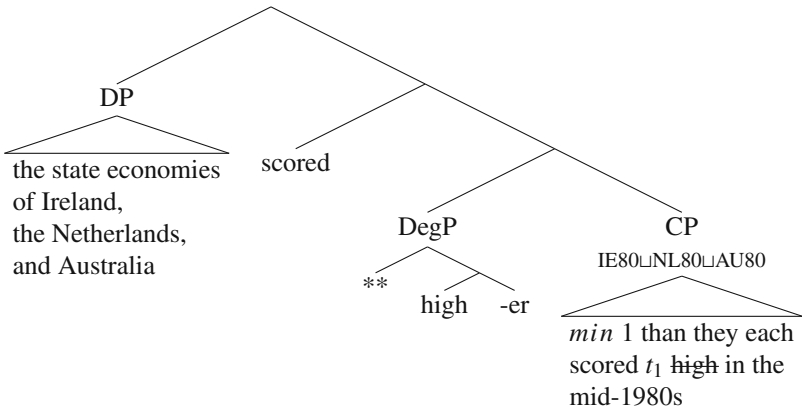 DP
the state economies
of Ireland,
the Netherlands,
and Australia
scored
DegP
**
high
-er
CP
IE80⊔NL80⊔AU80
min 1 than they each
scored t₁ high in the
mid-1980s